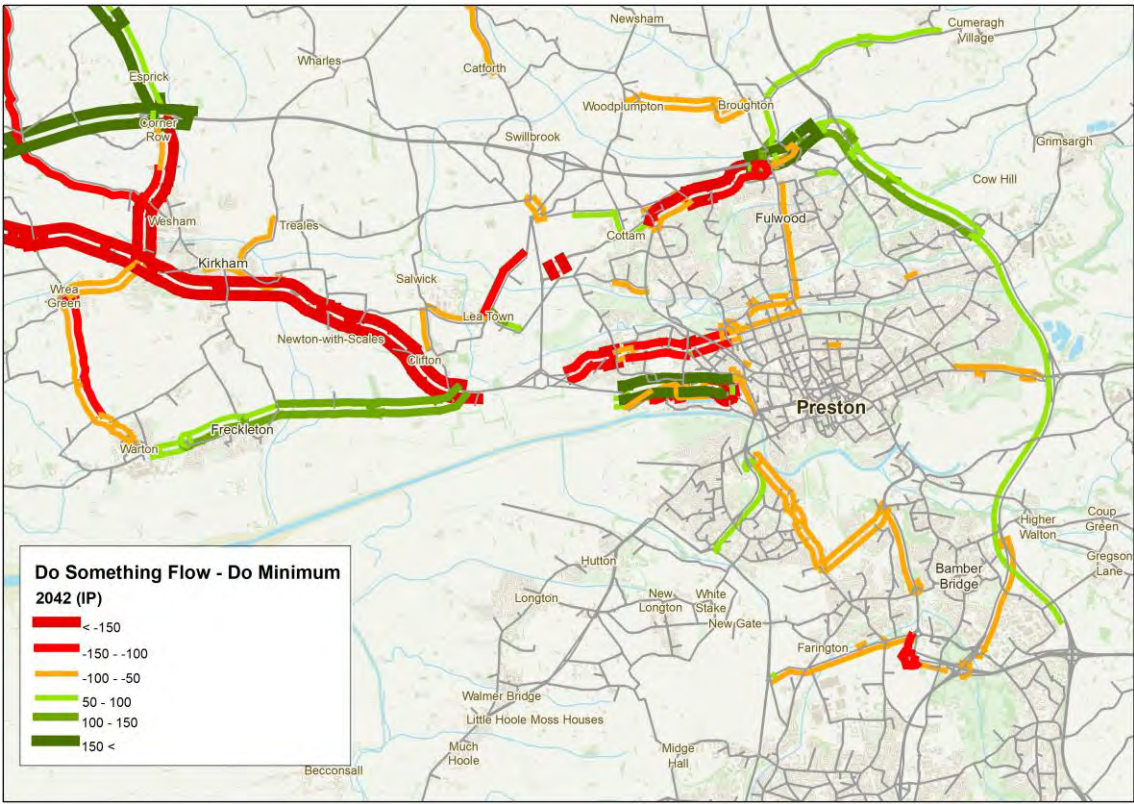 Newsham
Cumeragh
Village
Wharles
Esprick
Catforth
Woodplumpton
Broughton
Corner
Row
Swillbrook
Grimsargh
Cow Hill
Wesham
Treales
Cottam
Fulwood
Kirkham
Salwick
Wrea
Green
Lea Town
Newton-with-Scales
Clifton
Preston
Freckleton
Warton
Higher
Walton
Coup
Green
Gregson
Lane
Bamber
Bridge
Hutton
Longton
New
Longton
White
Stake
New Gate
Farington
Walmer Bridge
Little Hoole Moss Houses
Much
Hoole
Midge
Hall
Becconsall
Do Something Flow - Do Minimum
2042 (IP)
< -150
-150 - -100
-100 - -50
50 - 100
100 - 150
150 <